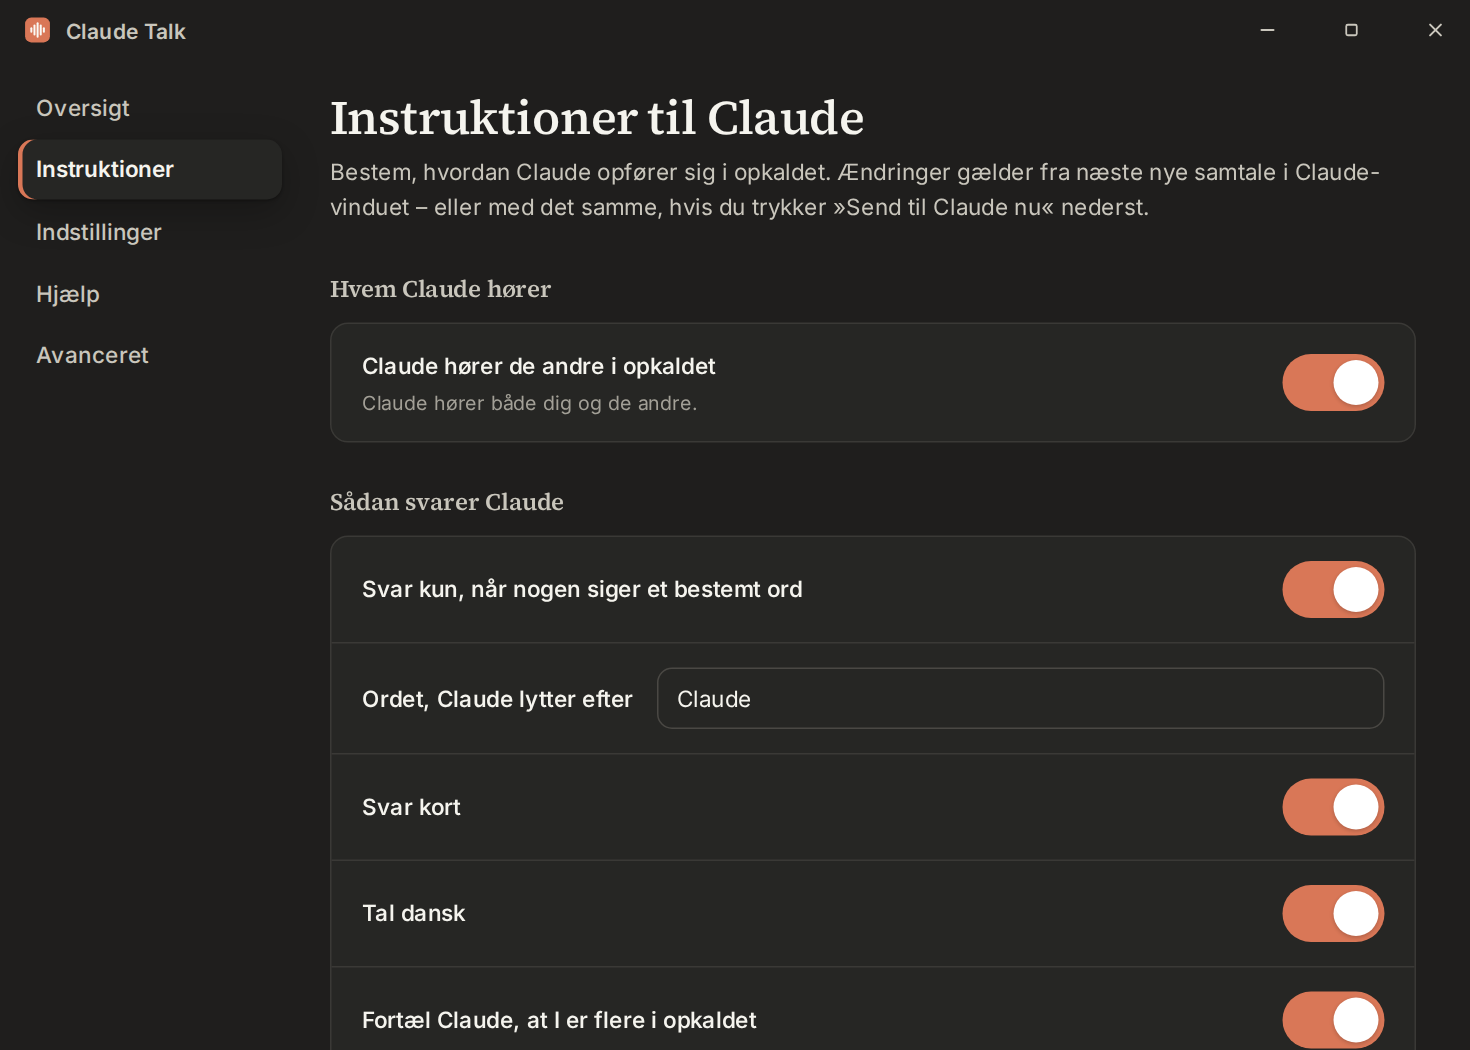 Claude Talk
Oversigt
Instruktioner
Indstillinger
Hjælp
Avanceret
Instruktioner til Claude
Bestem, hvordan Claude opfører sig i opkaldet. Ændringer gælder fra næste nye samtale i Claude-
vinduet – eller med det samme, hvis du trykker »Send til Claude nu« nederst.
Hvem Claude hører
Claude hører de andre i opkaldet
Claude hører både dig og de andre.
Sådan svarer Claude
Svar kun, når nogen siger et bestemt ord
Ordet, Claude lytter efter
Claude
Svar kort
Tal dansk
Fortæl Claude, at I er flere i opkaldet